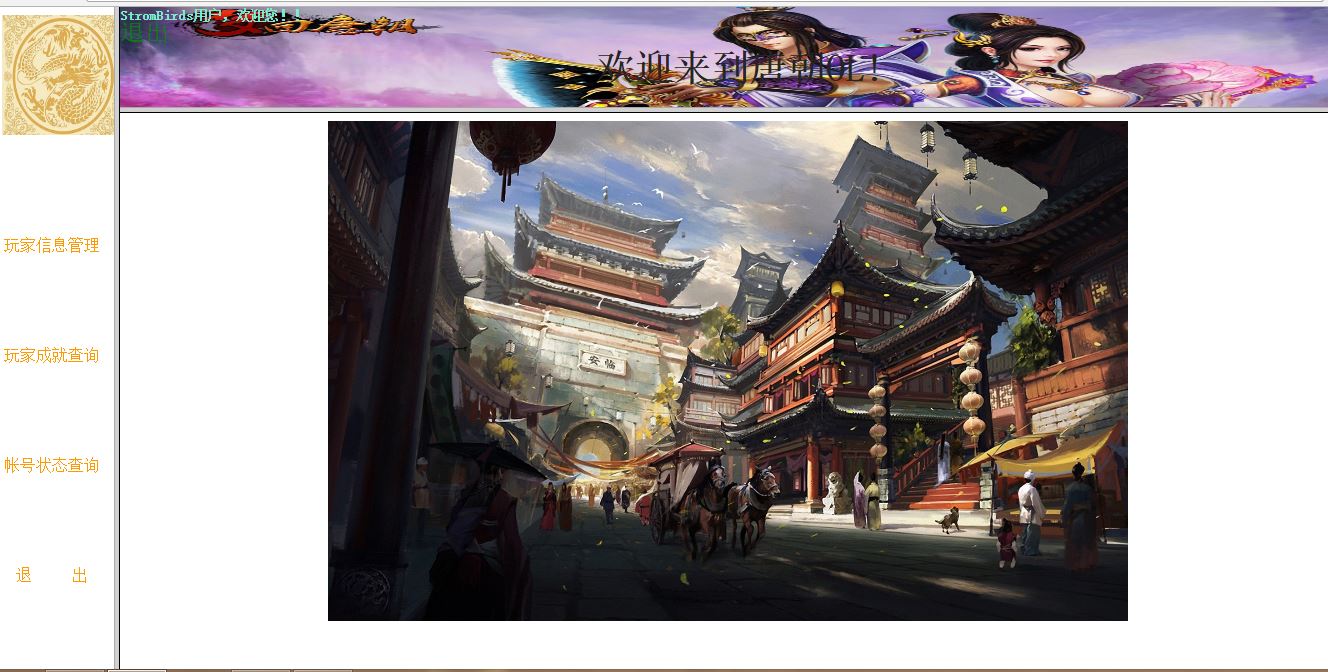 StromBirds用户，欢迎您！！
退出
欢迎来到唐朝OL!
玩家信息管理
玩家成就查询
安临
帐号状态查询
退 出